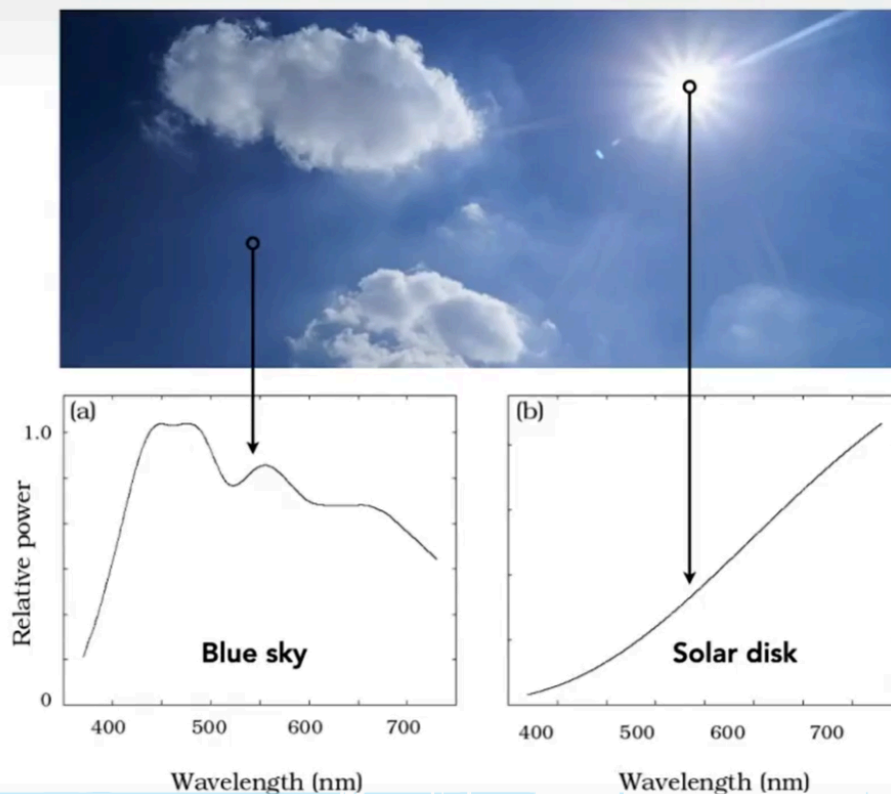 (a)
1.0
Relative power
0
Blue sky
400 500 600 700
Wavelength (nm)
(b)
Solar disk
400 500 600 700
Wavelength (nm)